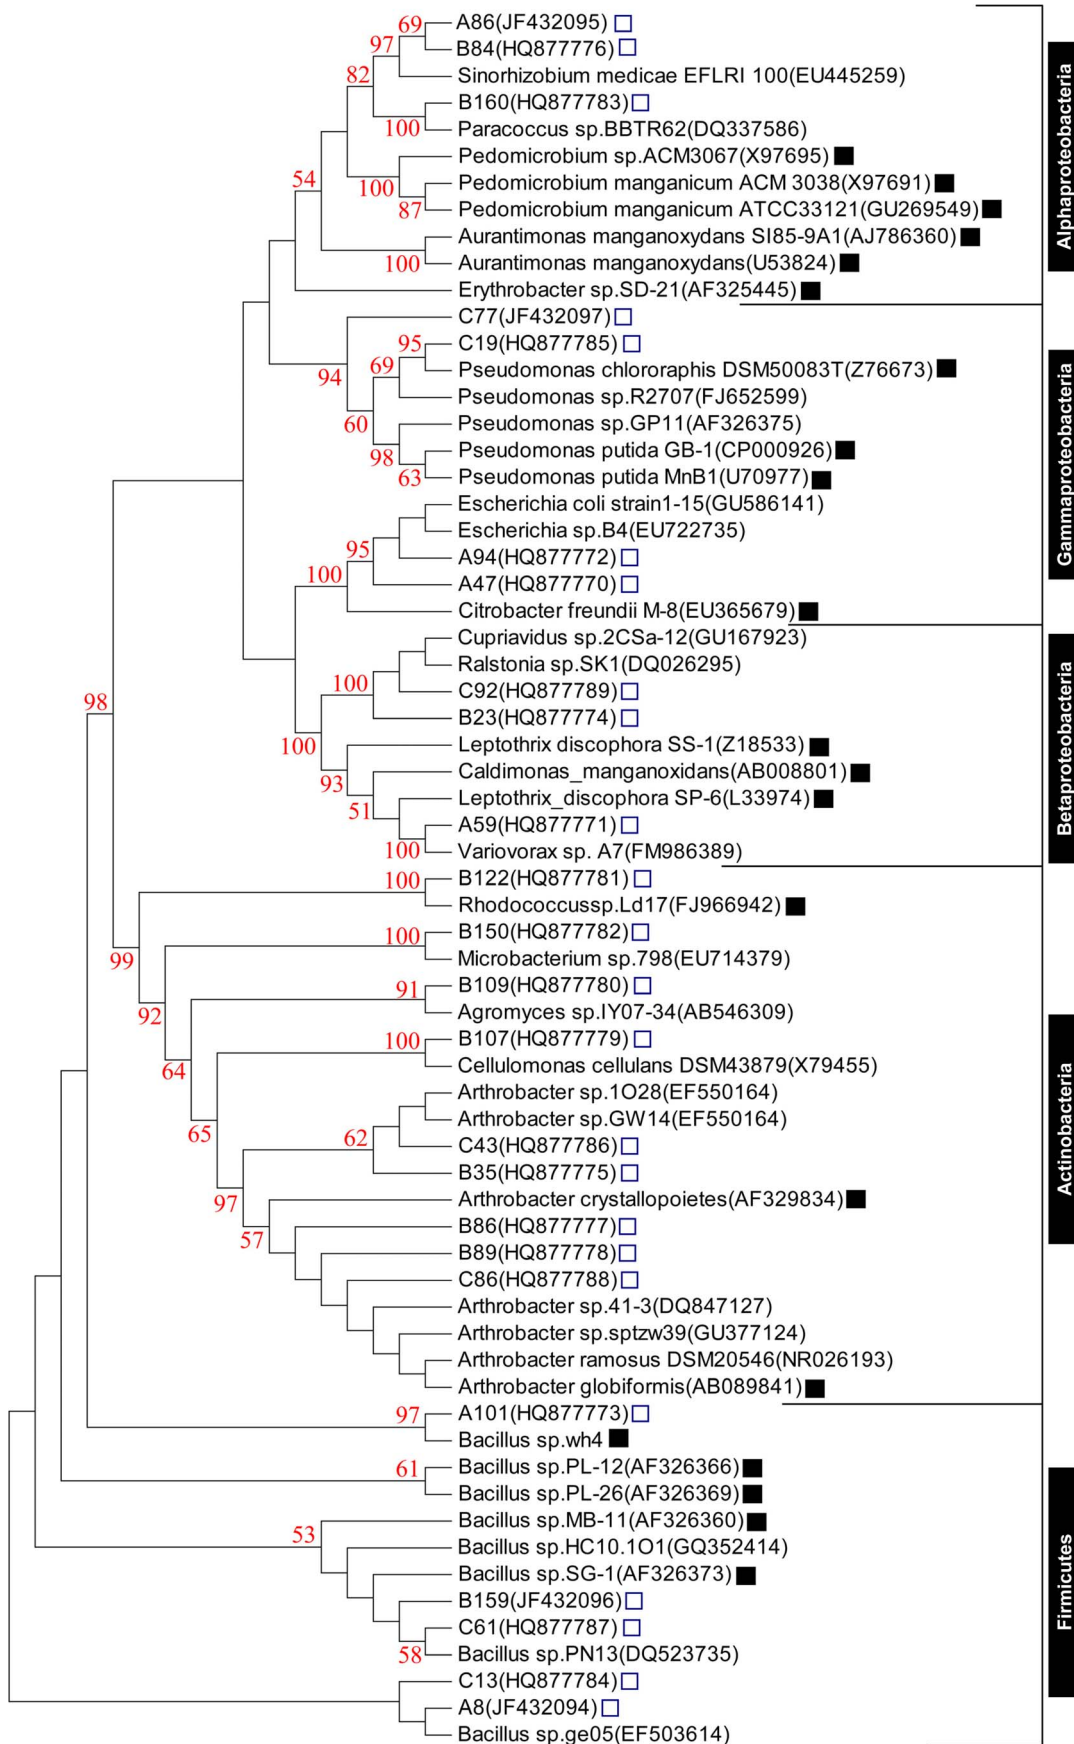 69
A86(JF432095)
97
B84(HQ877776)
82
Sinorhizobium medicae EFLRI 100(EU445259)
B160(HQ877783)
100
Paracoccus sp.BBTR62(DQ337586)
Pedomicrobium sp.ACM3067(X97695)
54
100
Pedomicrobium manganicum ACM 3038(X97691)
87
Pedomicrobium manganicum ATCC33121(GU269549)
Aurantimonas manganoxydans SI85-9A1(AJ786360)
100
Aurantimonas manganoxydans(U53824)
Erythrobacter sp.SD-21(AF325445)
Alphaproteobacteria
C77(JF432097)
95
C19(HQ877785)
69
94
Pseudomonas chlororaphis DSM50083T(Z76673)
Pseudomonas sp.R2707(FJ652599)
60
Pseudomonas sp.GP11(AF326375)
98
Pseudomonas putida GB-1(CP000926)
63
Pseudomonas putida MnB1(U70977)
Escherichia coli strain1-15(GU586141)
Escherichia sp.B4(EU722735)
95
A94(HQ877772)
100
A47(HQ877770)
Citrobacter freundii M-8(EU365679)
Gammaproteobacteria
Cupriavidus sp.2CSa-12(GU167923)
Ralstonia sp.SK1(DQ026295)
100
C92(HQ877789)
98
B23(HQ877774)
100
Leptothrix discophora SS-1(Z18533)
93
Caldimonas_manganoxidans(AB008801)
51
Leptothrix_discophora SP-6(L33974)
A59(HQ877771)
100
Variovorax sp. A7(FM986389)
Betaproteobacteria
100
B122(HQ877781)
Rhodococcussp.Ld17(FJ966942)
100
B150(HQ877782)
99
Microbacterium sp.798(EU714379)
91
B109(HQ877780)
92
Agromyces sp.IY07-34(AB546309)
100
B107(HQ877779)
64
Cellulomonas cellulans DSM43879(X79455)
Arthrobacter sp.1O28(EF550164)
65
Arthrobacter sp.GW14(EF550164)
62
C43(HQ877786)
B35(HQ877775)
97
Arthrobacter crystallopoietes(AF329834)
57
B86(HQ877777)
B89(HQ877778)
C86(HQ877788)
Arthrobacter sp.41-3(DQ847127)
Arthrobacter sp.sptzw39(GU377124)
Arthrobacter ramosus DSM20546(NR026193)
Arthrobacter globiformis(AB089841)
Actinobacteria
97
A101(HQ877773)
Bacillus sp.wh4
61
Bacillus sp.PL-12(AF326366)
Bacillus sp.PL-26(AF326369)
53
Bacillus sp.MB-11(AF326360)
Bacillus sp.HC10.1O1(GQ352414)
Bacillus sp.SG-1(AF326373)
B159(JF432096)
C61(HQ877787)
58
Bacillus sp.PN13(DQ523735)
C13(HQ877784)
A8(JF432094)
Bacillus sp.ge05(EF503614)
Firmicutes